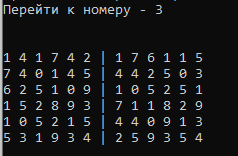 Перейти к номеру - 3
1 4 1 7 4 2 | 1 7 6 1 1 5
7 4 0 1 4 5 | 4 4 2 5 0 3
6 2 5 1 0 9 | 1 0 5 2 5 1
1 5 2 8 9 3 | 7 1 1 8 2 9
1 0 5 2 1 5 | 4 4 0 9 1 3
5 3 1 9 3 4 | 2 5 9 3 5 4